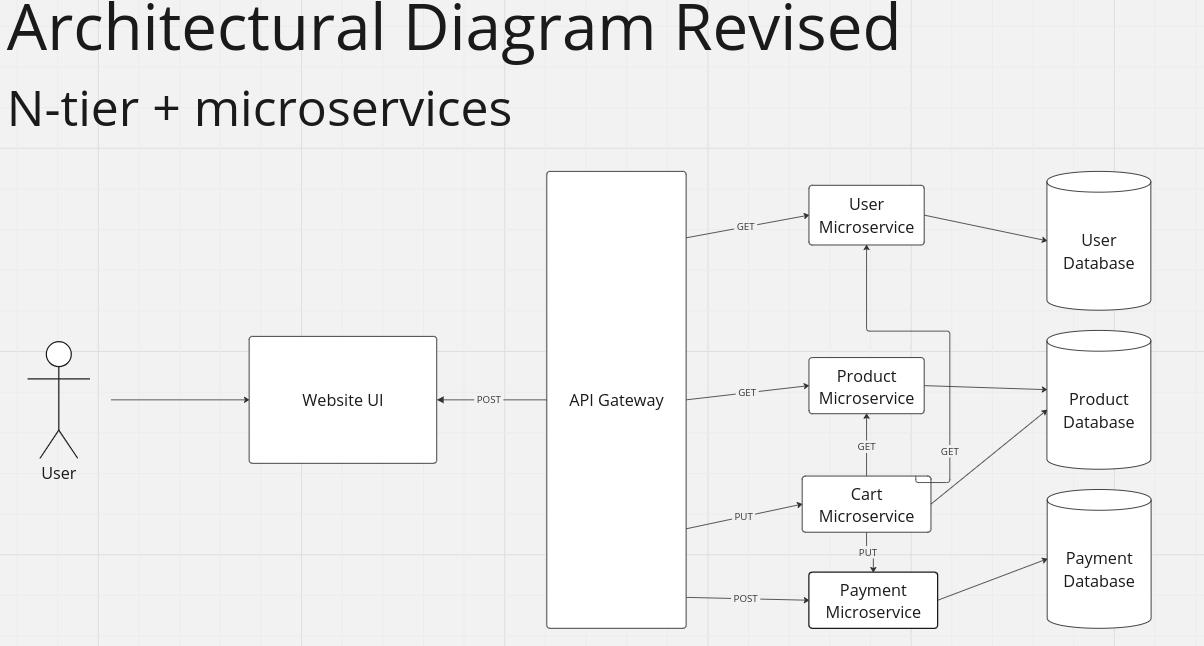 Architectural Diagram Revised
N-tier + microservices
User
Website UI
POST
API Gateway
GET
User
Microservice
User
Database
GET
Product
Microservice
Product
Database
GET
GET
PUT
Cart
Microservice
PUT
POST
Payment
Microservice
Payment
Database